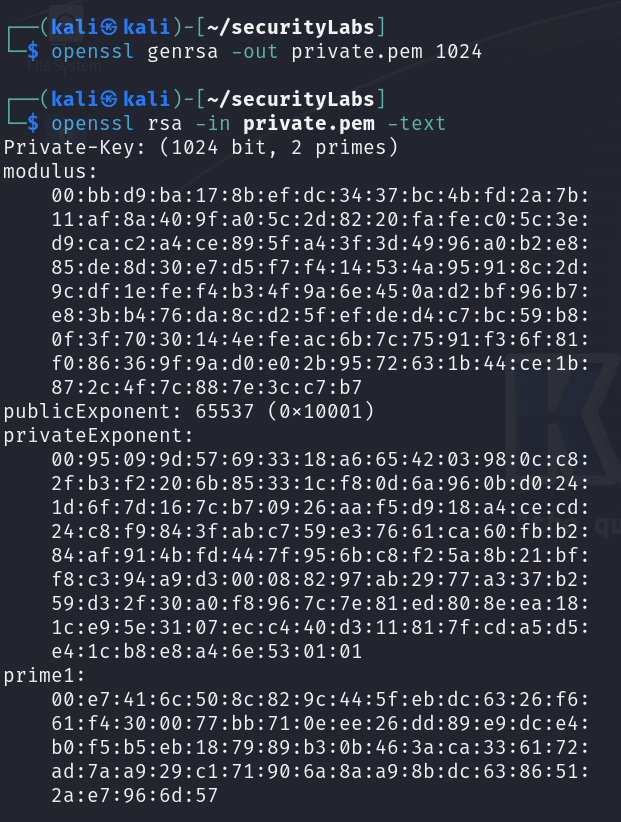 ┌──(kali㉿kali)-[~/securityLabs]
└─$ openssl genrsa -out private.pem 1024
File System
┌──(kali㉿kali)-[~/securityLabs]
└─$ openssl rsa -in private.pem -text
Private-Key: (1024 bit, 2 primes)
modulus:
    00:bb:d9:ba:17:8b:ef:dc:34:37:bc:4b:fd:2a:7b:
    11:af:8a:40:9f:a0:5c:2d:82:20:fa:fe:c0:5c:3e:
    d9:ca:c2:a4:ce:89:5f:a4:3f:3d:49:96:a0:b2:e8:
    85:de:8d:30:e7:d5:f7:f4:14:53:4a:95:91:8c:2d:
    9c:df:1e:fe:f4:b3:4f:9a:6e:45:0a:d2:bf:96:b7:
    e8:3b:b4:76:da:8c:d2:5f:ef:de:d4:c7:bc:59:b8:
    0f:3f:70:30:14:4e:fe:ac:6b:7c:75:91:f3:6f:81:
    f0:86:36:9f:9a:d0:e0:2b:95:72:63:1b:44:ce:1b:
    87:2c:4f:7c:88:7e:3c:c7:b7
publicExponent: 65537 (0×10001)
privateExponent:
    00:95:09:9d:57:69:33:18:a6:65:42:03:98:0c:c8:
    2f:b3:f2:20:6b:85:33:1c:f8:0d:6a:96:0b:d0:24:
    1d:6f:7d:16:7c:b7:09:26:aa:f5:d9:18:a4:ce:cd:
    24:c8:f9:84:3f:ab:c7:59:e3:76:61:ca:60:fb:b2:
    84:af:91:4b:fd:44:7f:95:6b:c8:f2:5a:8b:21:bf:
    f8:c3:94:a9:d3:00:08:82:97:ab:29:77:a3:37:b2:
    59:d3:2f:30:a0:f8:96:7c:7e:81:ed:80:8e:ea:18:
    1c:e9:5e:31:07:ec:c4:40:d3:11:81:7f:cd:a5:d5:
    e4:1c:b8:e8:a4:6e:53:01:01
prime1:
    00:e7:41:6c:50:8c:82:9c:44:5f:eb:dc:63:26:f6:
    61:f4:30:00:77:bb:71:0e:ee:26:dd:89:e9:dc:e4:
    b0:f5:b5:eb:18:79:89:b3:0b:46:3a:ca:33:61:72:
    ad:7a:a9:29:c1:71:90:6a:8a:a9:8b:dc:63:86:51:
    2a:e7:96:6d:57